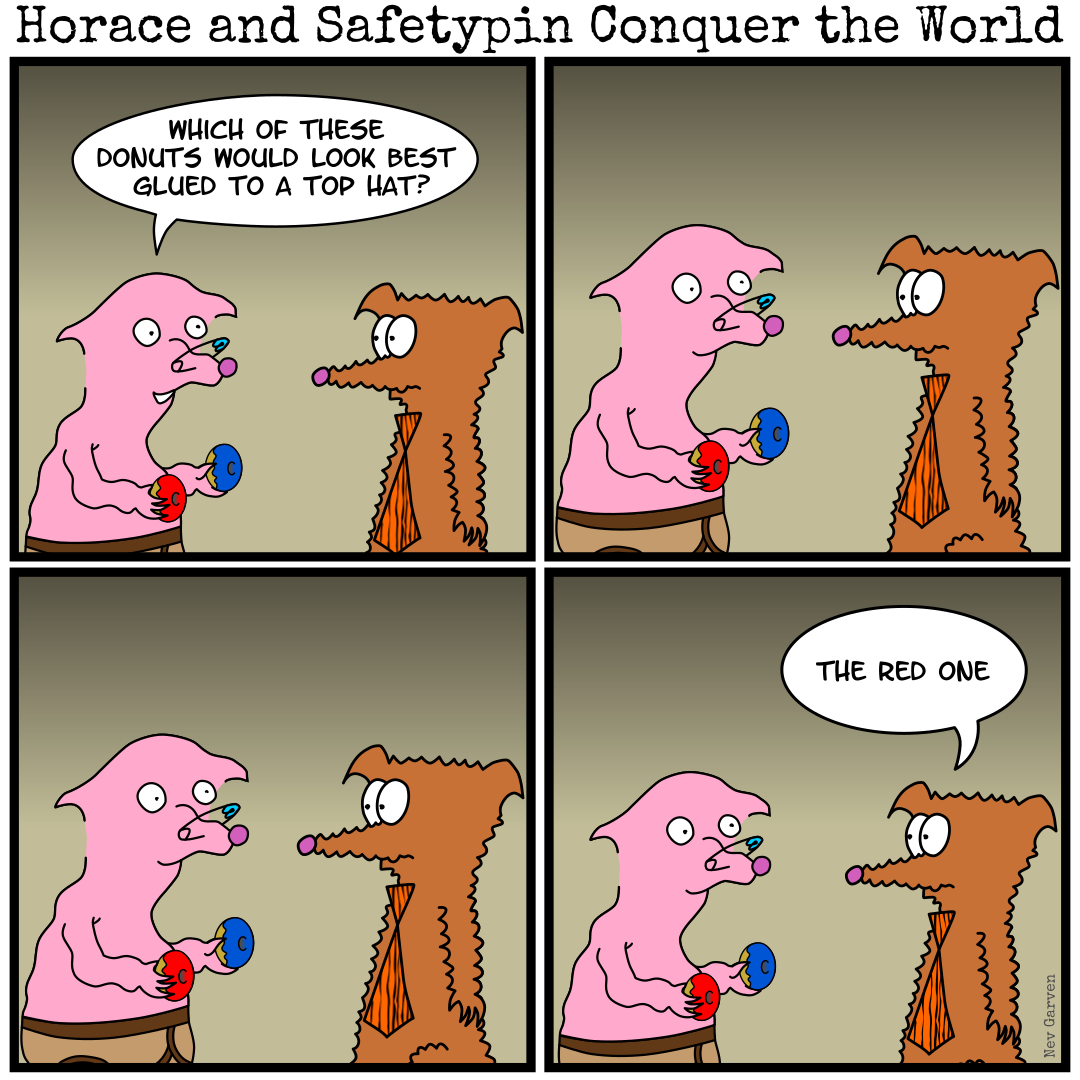 Horace and Safetypin Conquer the World
WHICH OF THESE
DONUTS WOULD LOOK BEST
GLUED TO A TOP HAT?
THE RED ONE
Nev Garven